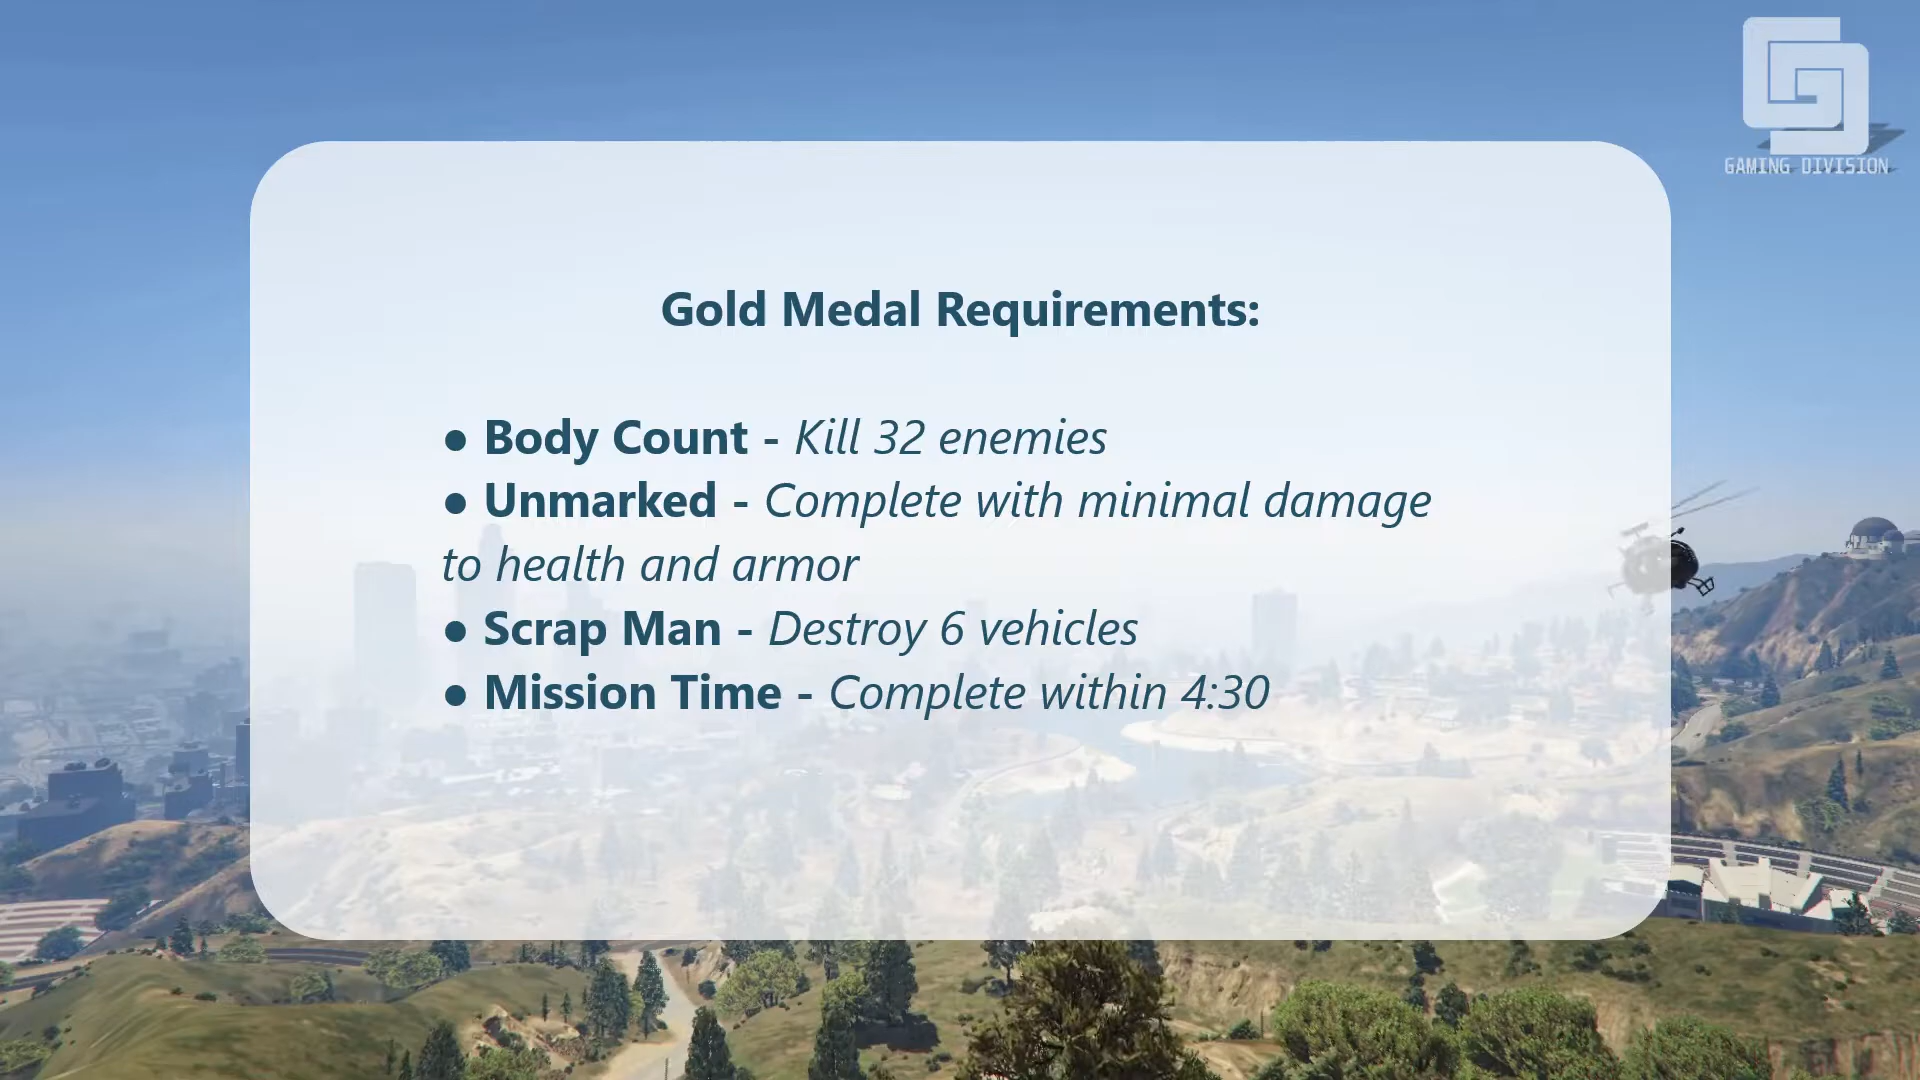 GAMING DIVISION
Gold Medal Requirements:
● Body Count - Kill 32 enemies
● Unmarked - Complete with minimal damage
to health and armor
● Scrap Man - Destroy 6 vehicles
● Mission Time - Complete within 4:30